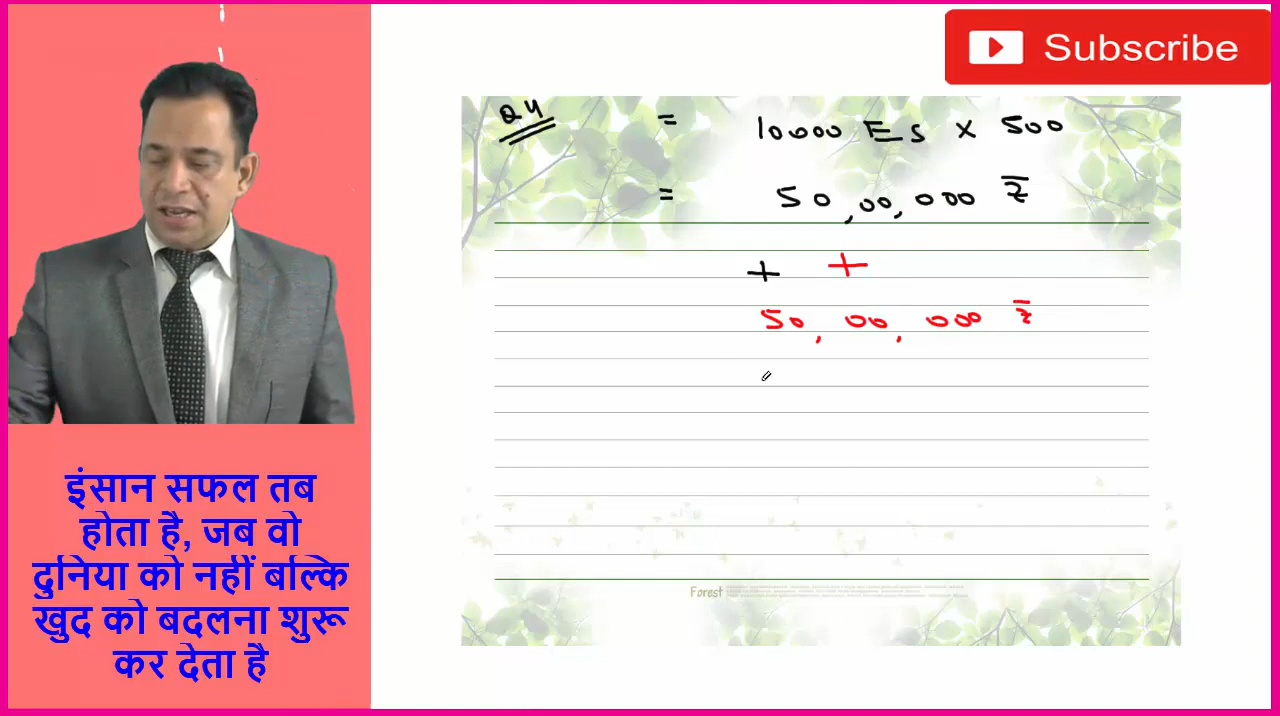 Subscribe
Q4
= 10000 Es x 500
= 50,00,000 ₹
+ +
50,00,000 ₹
Forest
इंसान सफल तब
होता है, जब वो
दुनिया को नहीं बल्कि
खुद को बदलना शुरू
कर देता है